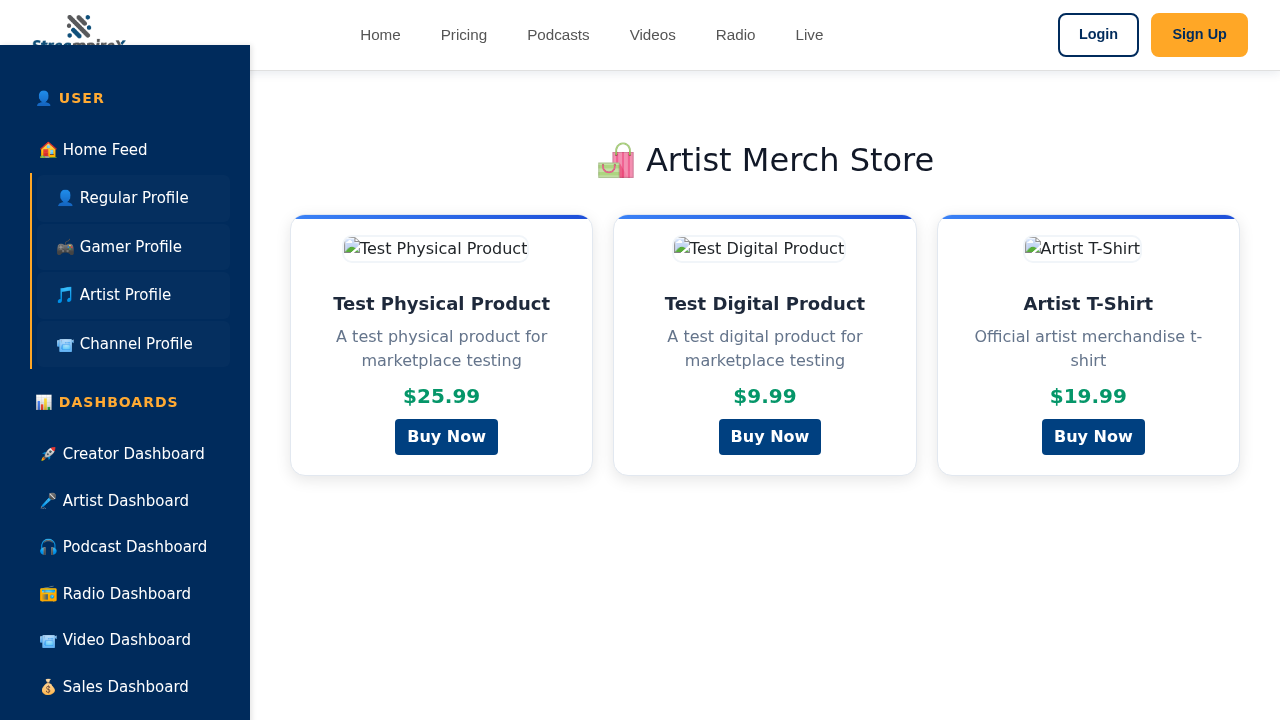 StreampireX
Home Pricing Podcasts Videos Radio Live
Login Sign Up
USER
Home Feed
Regular Profile
Gamer Profile
Artist Profile
Channel Profile
DASHBOARDS
Creator Dashboard
Artist Dashboard
Podcast Dashboard
Radio Dashboard
Video Dashboard
Sales Dashboard
Artist Merch Store
Test Physical Product
Test Physical Product
A test physical product for
marketplace testing
$25.99
Buy Now
Test Digital Product
Test Digital Product
A test digital product for
marketplace testing
$9.99
Buy Now
Artist T-Shirt
Artist T-Shirt
Official artist merchandise t-
shirt
$19.99
Buy Now